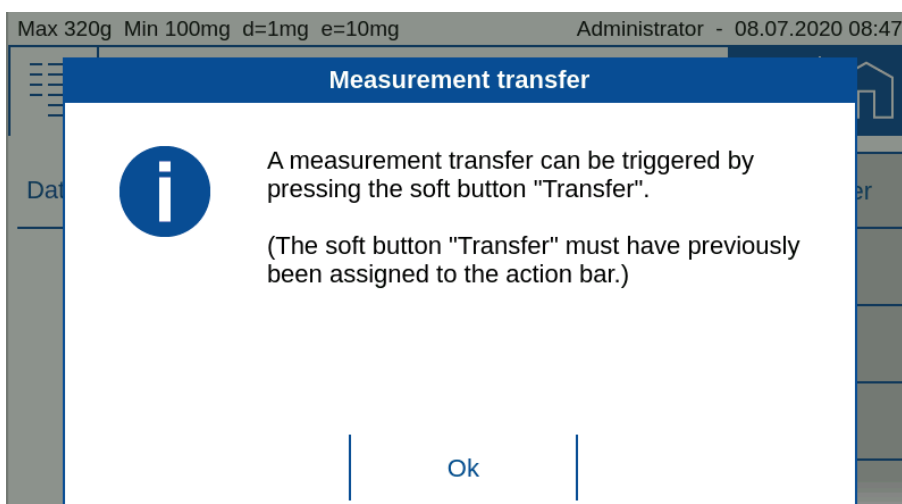 Max 320g Min 100mg d=1mg e=10mg Administrator - 08.07.2020 08:47
Measurement transfer
A measurement transfer can be triggered by
pressing the soft button "Transfer".
(The soft button "Transfer" must have previously
been assigned to the action bar.)
Dat
er
Ok